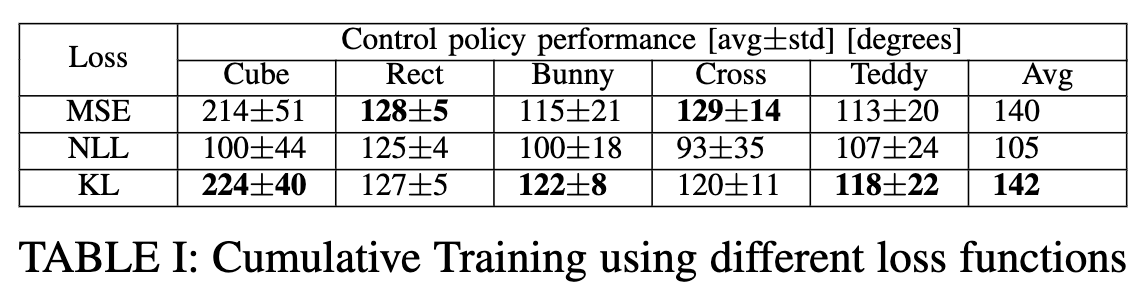 Loss Control policy performance [avg±std] [degrees]
Cube Rect Bunny Cross Teddy Avg
MSE 214±51 128±5 115±21 129±14 113±20 140
NLL 100±44 125±4 100±18 93±35 107±24 105
KL 224±40 127±5 122±8 120±11 118±22 142
TABLE I: Cumulative Training using different loss functions